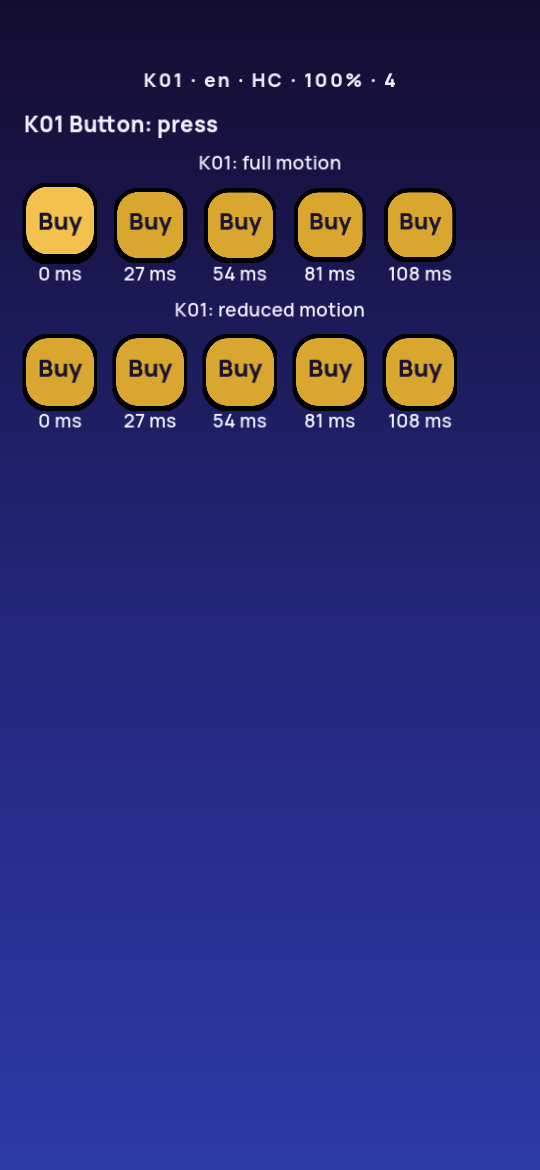 K01 · en · HC · 100% · 4
K01 Button: press
K01: full motion
Buy Buy Buy Buy Buy
0 ms 27 ms 54 ms 81 ms 108 ms
K01: reduced motion
Buy Buy Buy Buy Buy
0 ms 27 ms 54 ms 81 ms 108 ms